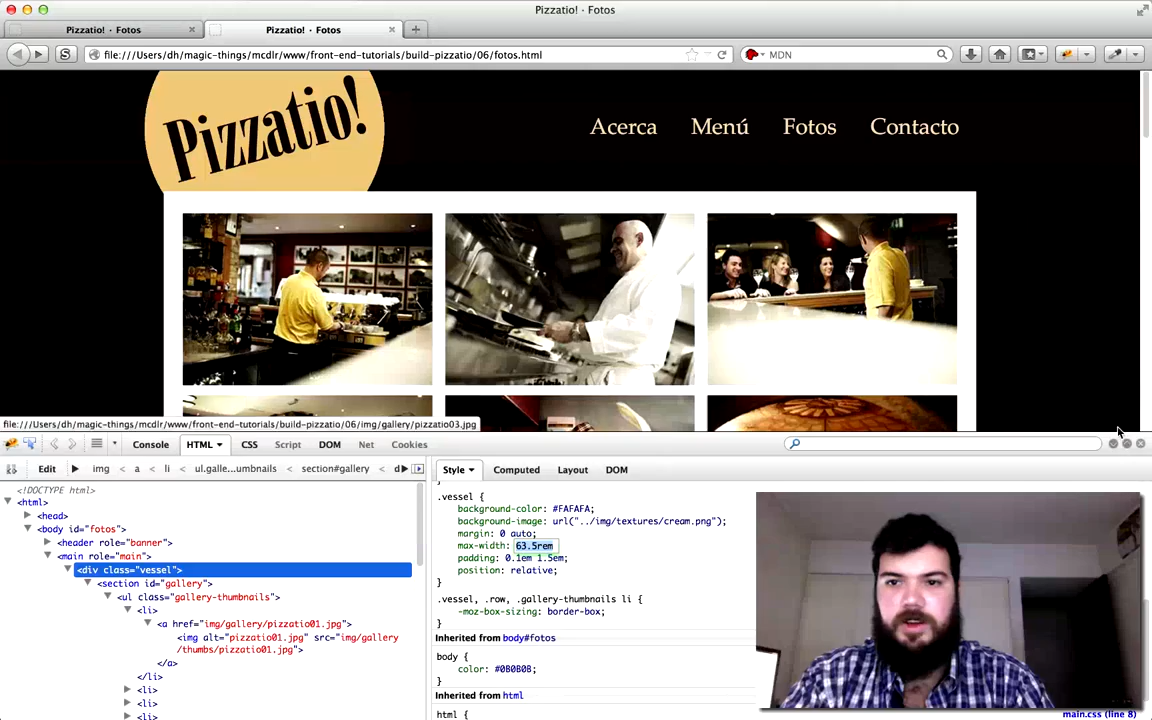 Pizzatio! · Fotos
Pizzatio! · Fotos
Pizzatio! · Fotos
file:///Users/dh/magic-things/mcdlr/www/front-end-tutorials/build-pizzatio/06/fotos.html
MDN
Pizzatio!
Acerca Menú Fotos Contacto
file:///Users/dh/magic-things/mcdlr/www/front-end-tutorials/build-pizzatio/06/img/gallery/pizzatio03.jpg
Console HTML CSS Script DOM Net Cookies
Edit img < a < li < ul.galle...umbnails < section#gallery < d
<!DOCTYPE html>
<html>
<head>
<body id="fotos">
<header role="banner">
<main role="main">
<div class="vessel">
<section id="gallery">
<ul class="gallery-thumbnails">
<li>
<a href="img/gallery/pizzatio01.jpg">
<img alt="pizzatio01.jpg" src="img/gallery
/thumbs/pizzatio01.jpg">
</a>
</li>
<li>
<li>
<li>
Style Computed Layout DOM
}
.vessel {
background-color: #FAFAFA;
background-image: url("../img/textures/cream.png");
margin: 0 auto;
max-width: 63.5rem
padding: 0.1em 1.5em;
position: relative;
}
.vessel, .row, .gallery-thumbnails li {
-moz-box-sizing: border-box;
}
Inherited from body#fotos
body {
color: #0B0B0B;
}
Inherited from html
html {
main.css (line 8)